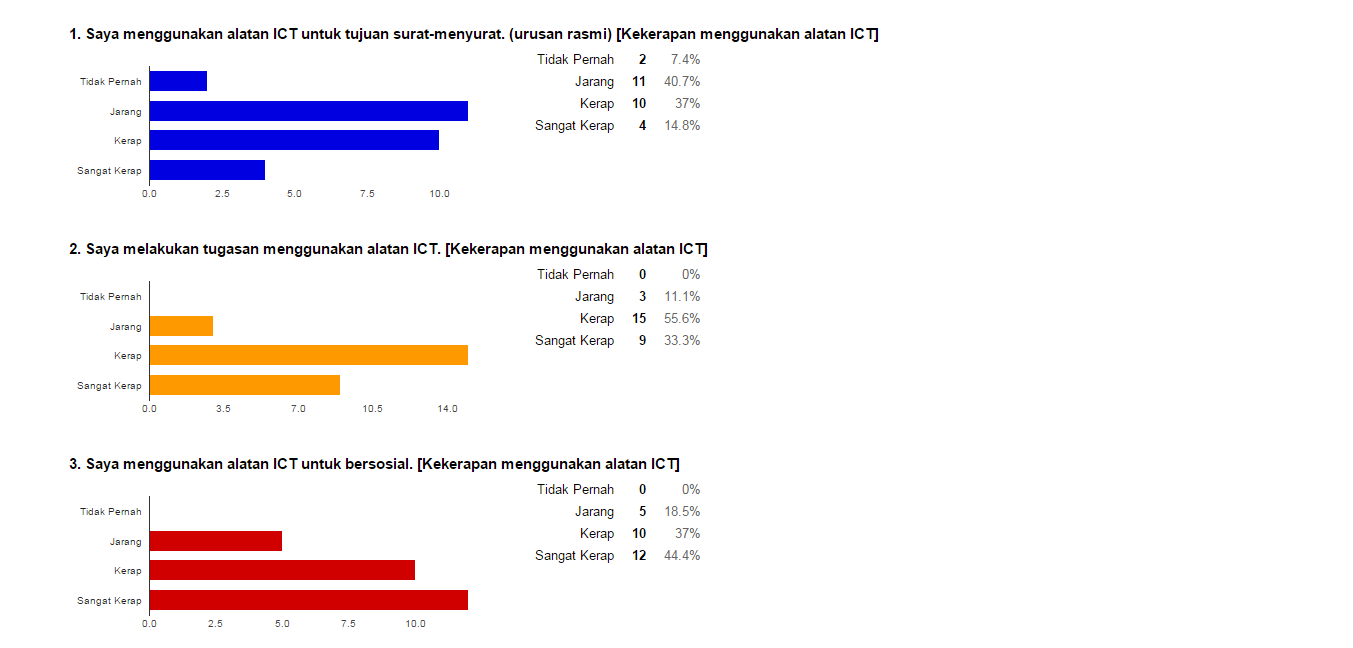 1. Saya menggunakan alatan ICT untuk tujuan surat-menyurat. (urusan rasmi) [Kekerapan menggunakan alatan ICT]
Tidak Pernah 2 7.4%
Jarang 11 40.7%
Kerap 10 37%
Sangat Kerap 4 14.8%
Tidak Pernah
Jarang
Kerap
Sangat Kerap
0.0 2.5 5.0 7.5 10.0
2. Saya melakukan tugasan menggunakan alatan ICT. [Kekerapan menggunakan alatan ICT]
Tidak Pernah 0 0%
Jarang 3 11.1%
Kerap 15 55.6%
Sangat Kerap 9 33.3%
Tidak Pernah
Jarang
Kerap
Sangat Kerap
0.0 3.5 7.0 10.5 14.0
3. Saya menggunakan alatan ICT untuk bersosial. [Kekerapan menggunakan alatan ICT]
Tidak Pernah 0 0%
Jarang 5 18.5%
Kerap 10 37%
Sangat Kerap 12 44.4%
Tidak Pernah
Jarang
Kerap
Sangat Kerap
0.0 2.5 5.0 7.5 10.0